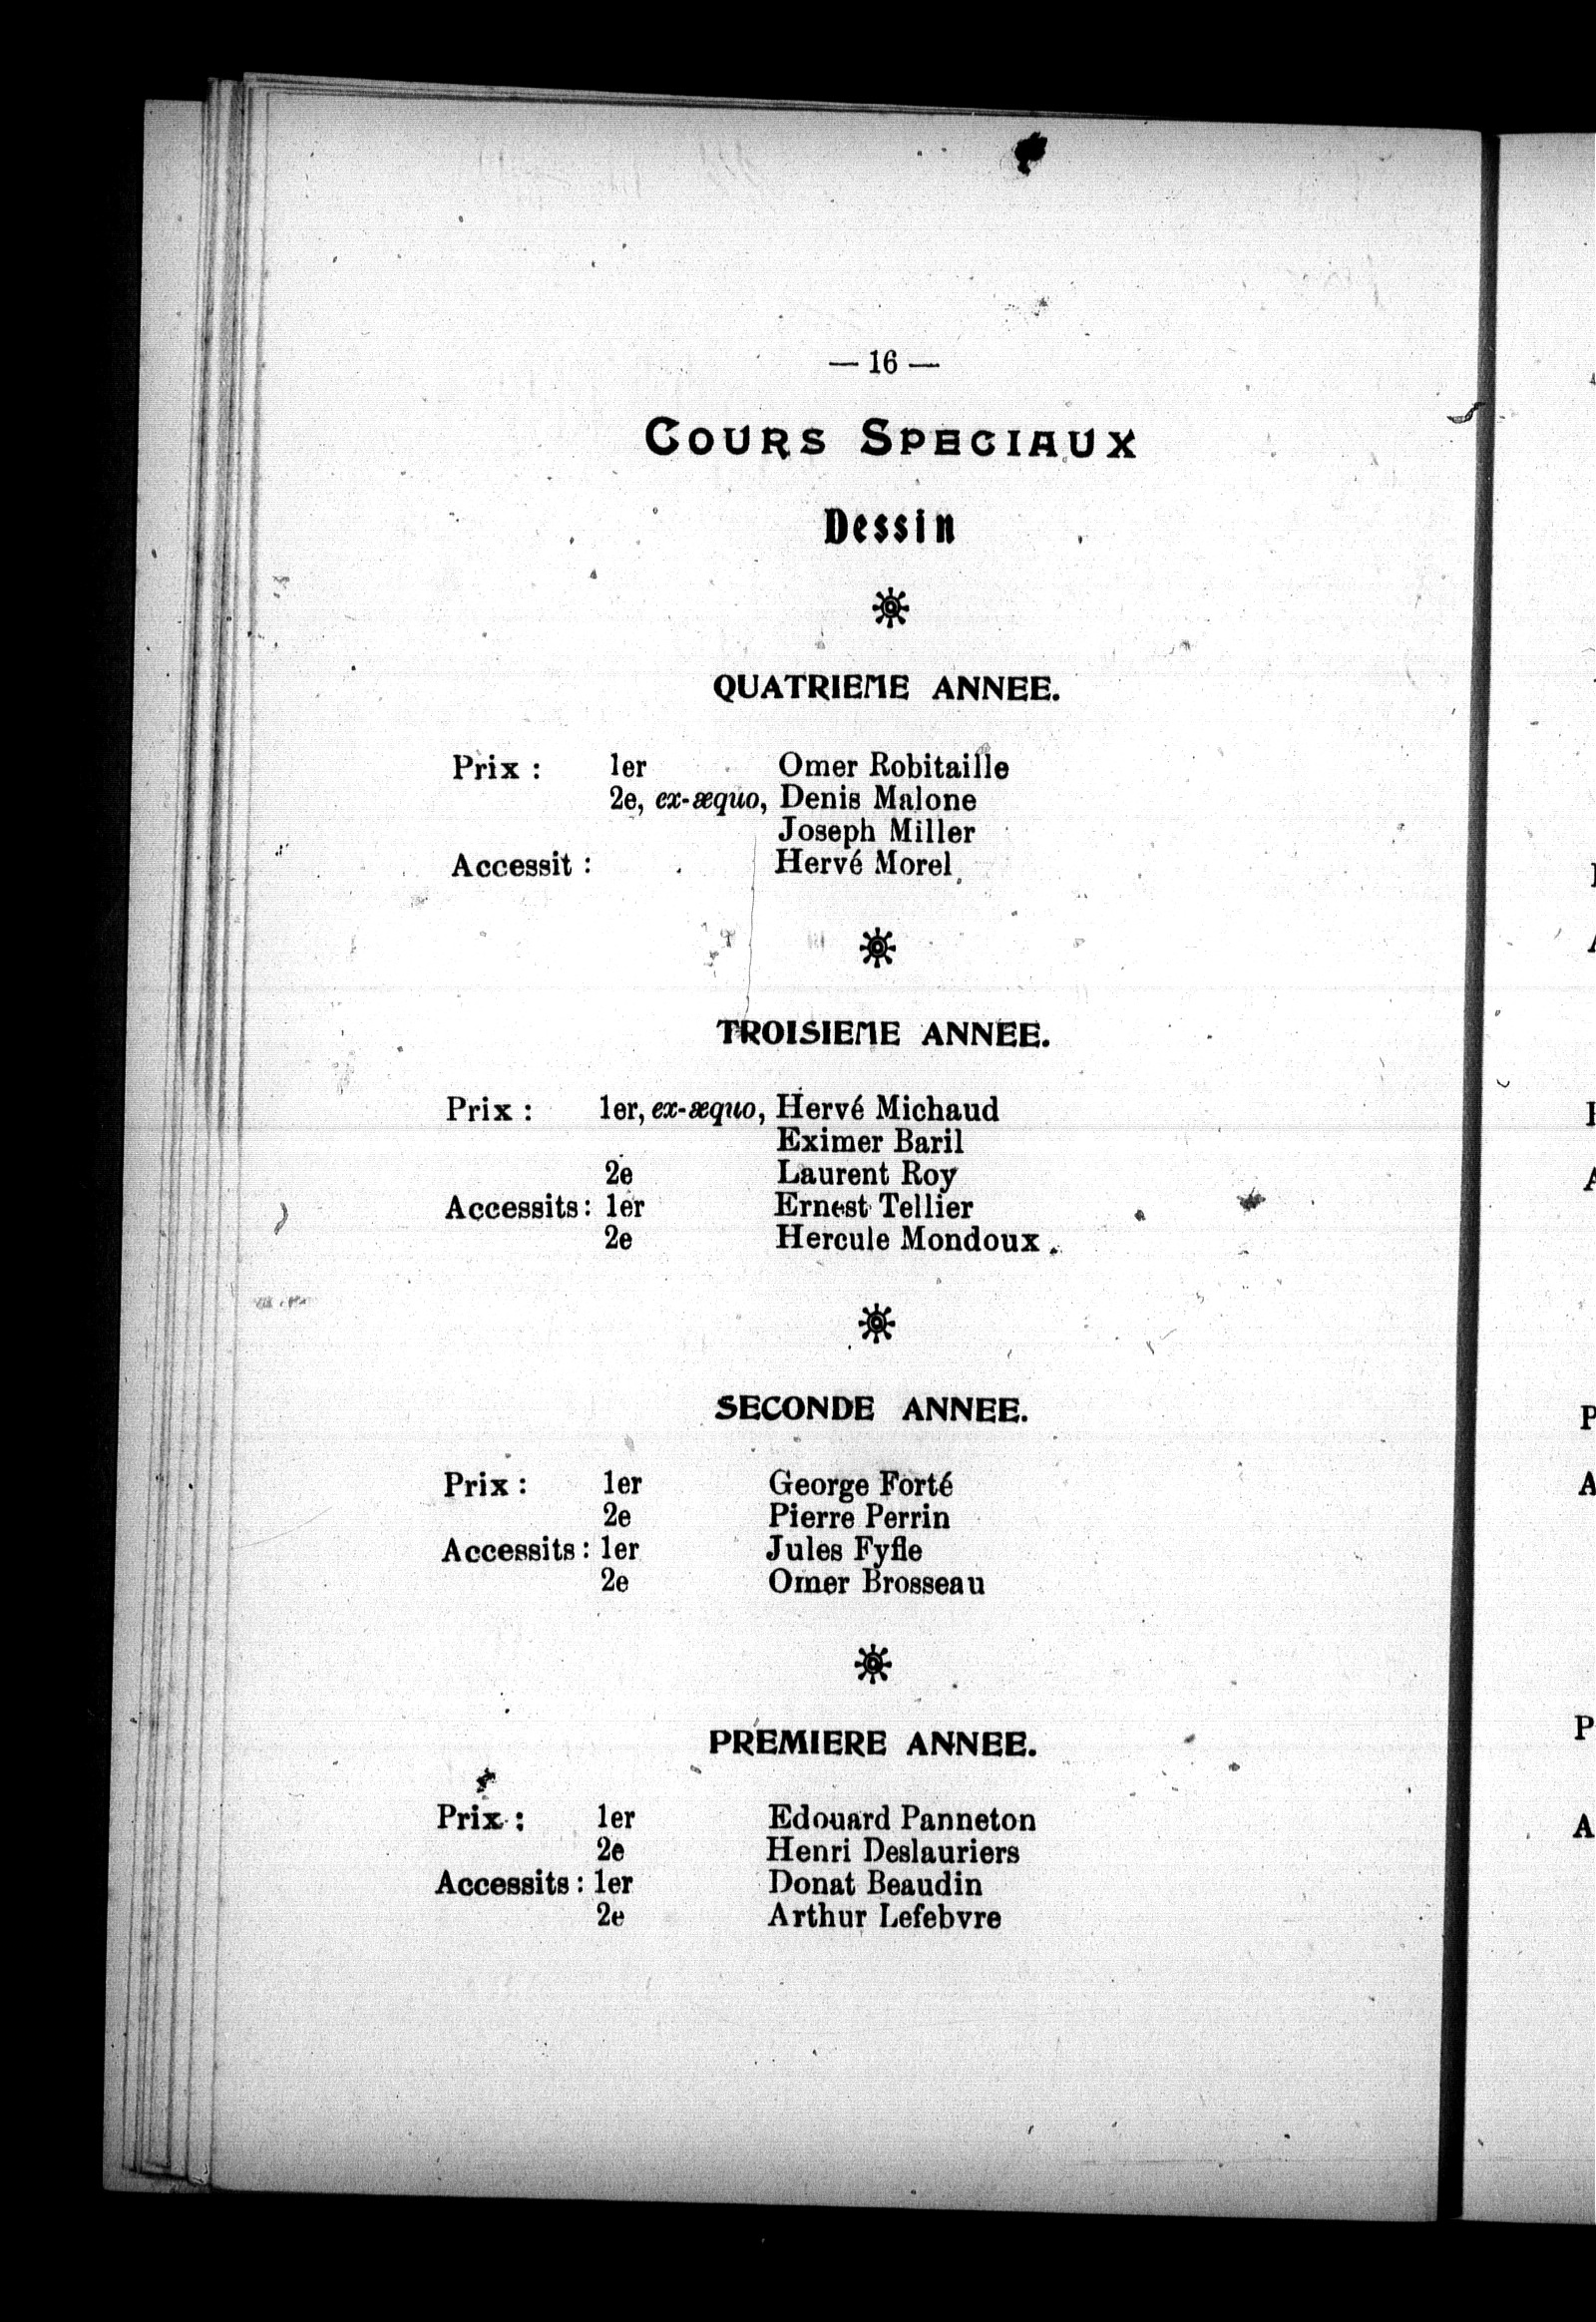 — 16 —
COURS SPECIAUX
Dessin
QUATRIEME ANNEE.
Prix : 1er Omer Robitaille
2e, ex-æquo, Denis Malone
Joseph Miller
Accessit : Hervé Morel
TROISIEME ANNEE.
Prix : 1er, ex-æquo, Hervé Michaud
Eximer Baril
2e Laurent Roy
Accessits : 1er Ernest Tellier
2e Hercule Mondoux
SECONDE ANNEE.
Prix : 1er George Forté
2e Pierre Perrin
Accessits : 1er Jules Fyfle
2e Omer Brosseau
PREMIERE ANNEE.
Prix : 1er Edouard Panneton
2e Henri Deslauriers
Accessits : 1er Donat Beaudin
2e Arthur Lefebvre